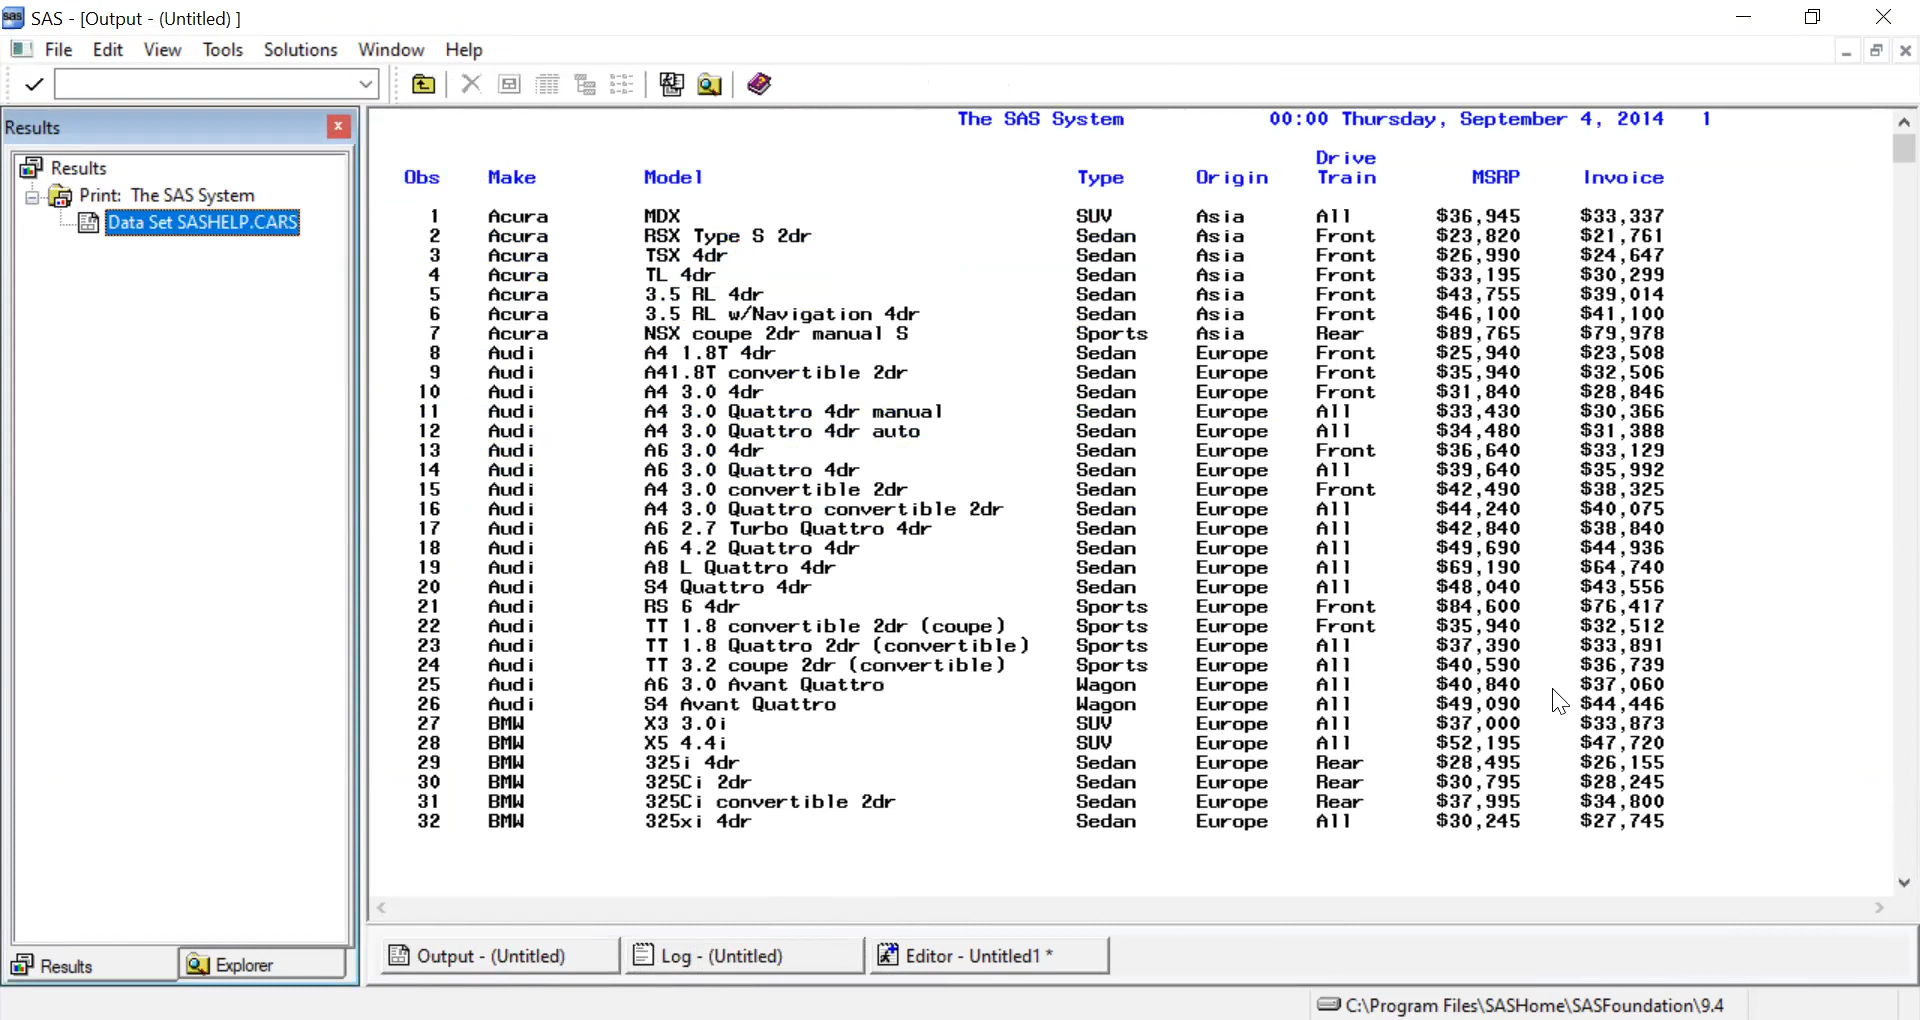 SAS - [Output - (Untitled) ]
File Edit View Tools Solutions Window Help
Results
Results
Print: The SAS System
Data Set SASHELP.CARS
The SAS System 00:00 Thursday, September 4, 2014 1
Drive
Obs Make Model Type Origin Train MSRP Invoice
1 Acura MDX SUV Asia All $36,945 $33,337
2 Acura RSX Type S 2dr Sedan Asia Front $23,820 $21,761
3 Acura TSX 4dr Sedan Asia Front $26,990 $24,647
4 Acura TL 4dr Sedan Asia Front $33,195 $30,299
5 Acura 3.5 RL 4dr Sedan Asia Front $43,755 $39,014
6 Acura 3.5 RL w/Navigation 4dr Sedan Asia Front $46,100 $41,100
7 Acura NSX coupe 2dr manual S Sports Asia Rear $89,765 $79,978
8 Audi A4 1.8T 4dr Sedan Europe Front $25,940 $23,508
9 Audi A41.8T convertible 2dr Sedan Europe Front $35,940 $32,506
10 Audi A4 3.0 4dr Sedan Europe Front $31,840 $28,846
11 Audi A4 3.0 Quattro 4dr manual Sedan Europe All $33,430 $30,366
12 Audi A4 3.0 Quattro 4dr auto Sedan Europe All $34,480 $31,388
13 Audi A6 3.0 4dr Sedan Europe Front $36,640 $33,129
14 Audi A6 3.0 Quattro 4dr Sedan Europe All $39,640 $35,992
15 Audi A4 3.0 convertible 2dr Sedan Europe Front $42,490 $38,325
16 Audi A4 3.0 Quattro convertible 2dr Sedan Europe All $44,240 $40,075
17 Audi A6 2.7 Turbo Quattro 4dr Sedan Europe All $42,840 $38,840
18 Audi A6 4.2 Quattro 4dr Sedan Europe All $49,690 $44,936
19 Audi A8 L Quattro 4dr Sedan Europe All $69,190 $64,740
20 Audi S4 Quattro 4dr Sedan Europe All $48,040 $43,556
21 Audi RS 6 4dr Sports Europe Front $84,600 $76,417
22 Audi TT 1.8 convertible 2dr (coupe) Sports Europe Front $35,940 $32,512
23 Audi TT 1.8 Quattro 2dr (convertible) Sports Europe All $37,390 $33,891
24 Audi TT 3.2 coupe 2dr (convertible) Sports Europe All $40,590 $36,739
25 Audi A6 3.0 Avant Quattro Wagon Europe All $40,840 $37,060
26 Audi S4 Avant Quattro Wagon Europe All $49,090 $44,446
27 BMW X3 3.0i SUV Europe All $37,000 $33,873
28 BMW X5 4.4i SUV Europe All $52,195 $47,720
29 BMW 325i 4dr Sedan Europe Rear $28,495 $26,155
30 BMW 325Ci 2dr Sedan Europe Rear $30,795 $28,245
31 BMW 325Ci convertible 2dr Sedan Europe Rear $37,995 $34,800
32 BMW 325xi 4dr Sedan Europe All $30,245 $27,745
Results Explorer
Output - (Untitled) Log - (Untitled) Editor - Untitled1 *
C:\Program Files\SASHome\SASFoundation\9.4